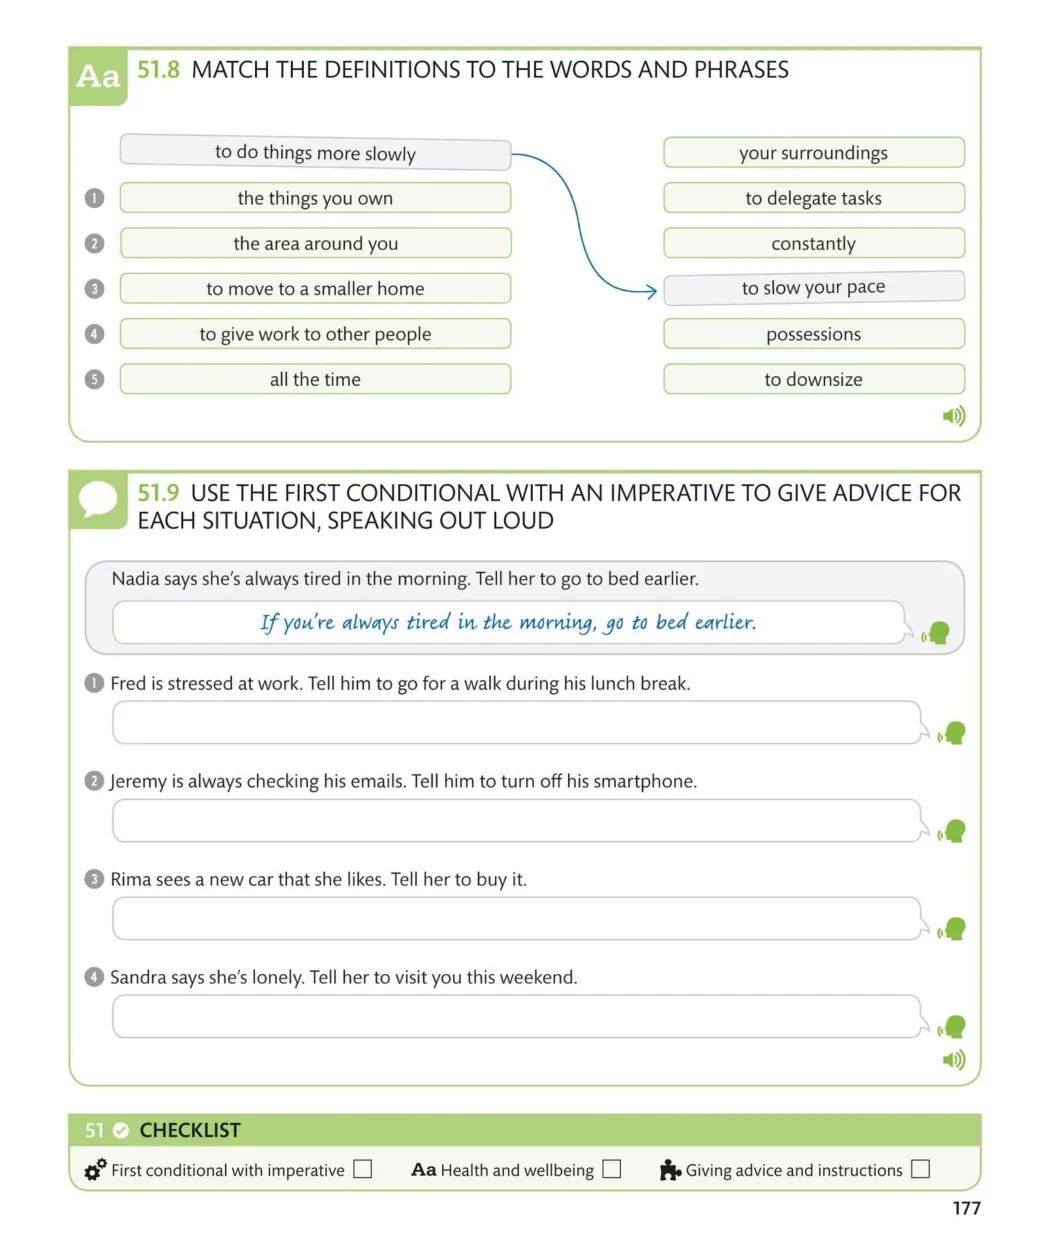 Aa 51.8 MATCH THE DEFINITIONS TO THE WORDS AND PHRASES
to do things more slowly
your surroundings
1 the things you own
to delegate tasks
2 the area around you
constantly
3 to move to a smaller home
to slow your pace
4 to give work to other people
possessions
5 all the time
to downsize
51.9 USE THE FIRST CONDITIONAL WITH AN IMPERATIVE TO GIVE ADVICE FOR
EACH SITUATION, SPEAKING OUT LOUD
Nadia says she's always tired in the morning. Tell her to go to bed earlier.
If you're always tired in the morning, go to bed earlier.
1 Fred is stressed at work. Tell him to go for a walk during his lunch break.
2 Jeremy is always checking his emails. Tell him to turn off his smartphone.
3 Rima sees a new car that she likes. Tell her to buy it.
4 Sandra says she's lonely. Tell her to visit you this weekend.
51 CHECKLIST
First conditional with imperative Aa Health and wellbeing Giving advice and instructions
177